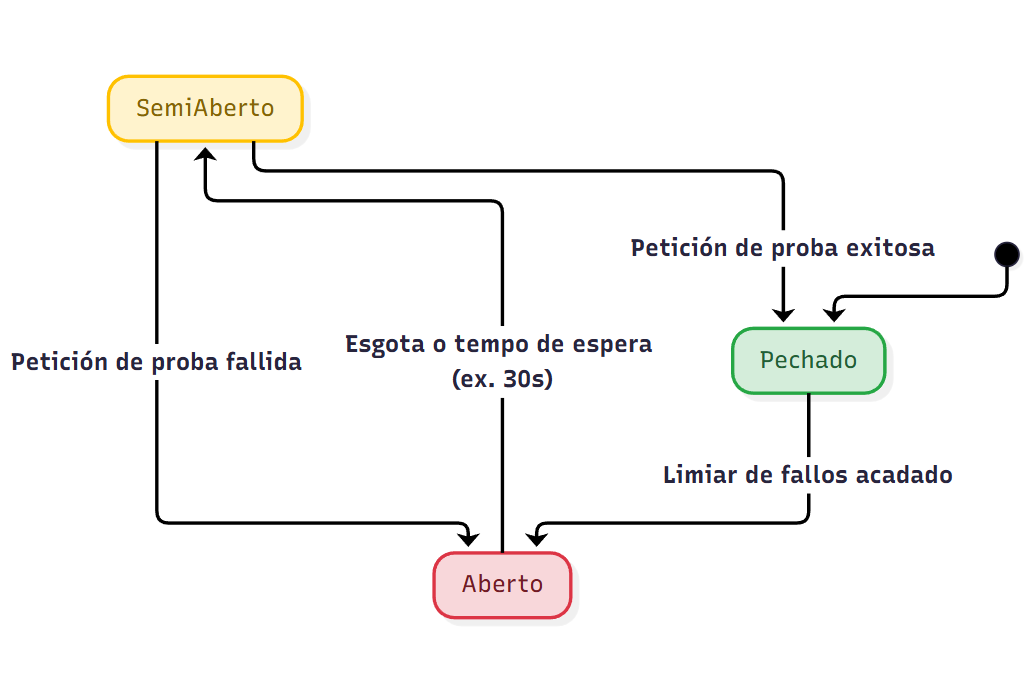 SemiAberto
Petición de proba exitosa
Esgota o tempo de espera
(ex. 30s)
Petición de proba fallida
Pechado
Limiar de fallos acadado
Aberto